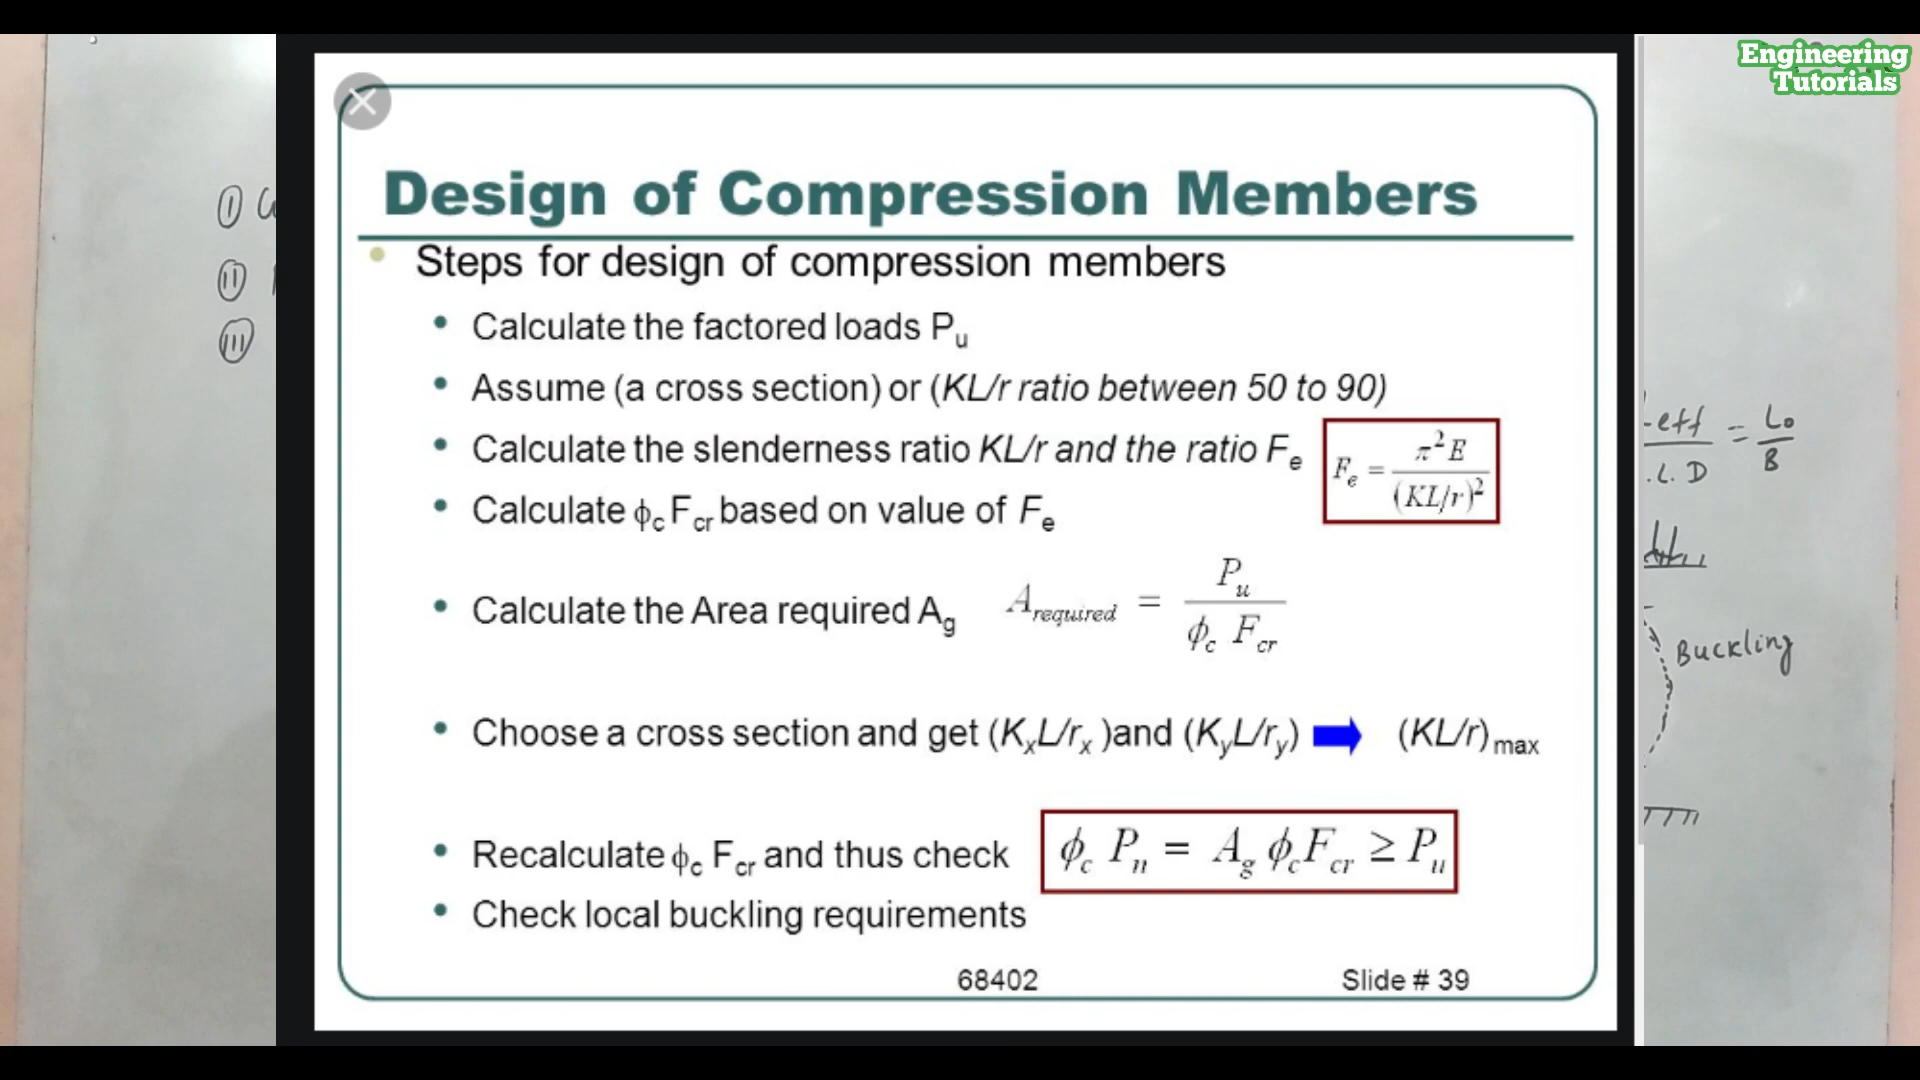 Engineering
Tutorials
Design of Compression Members
Steps for design of compression members
Calculate the factored loads Pu
Assume (a cross section) or (KL/r ratio between 50 to 90)
Calculate the slenderness ratio KL/r and the ratio Fe
Fe = π²E/(KL/r)²
Calculate ϕcFcr based on value of Fe
Calculate the Area required Ag
Arequired = Pu/ϕc Fcr
Choose a cross section and get (KxL/rx )and (KyL/ry) ➡ (KL/r)max
Recalculate ϕc Fcr and thus check
ϕc Pn = Ag ϕcFcr ≥ Pu
Check local buckling requirements
68402
Slide # 39
(I)
(II)
(III)
eff/.L.D = Lo/B
Buckling